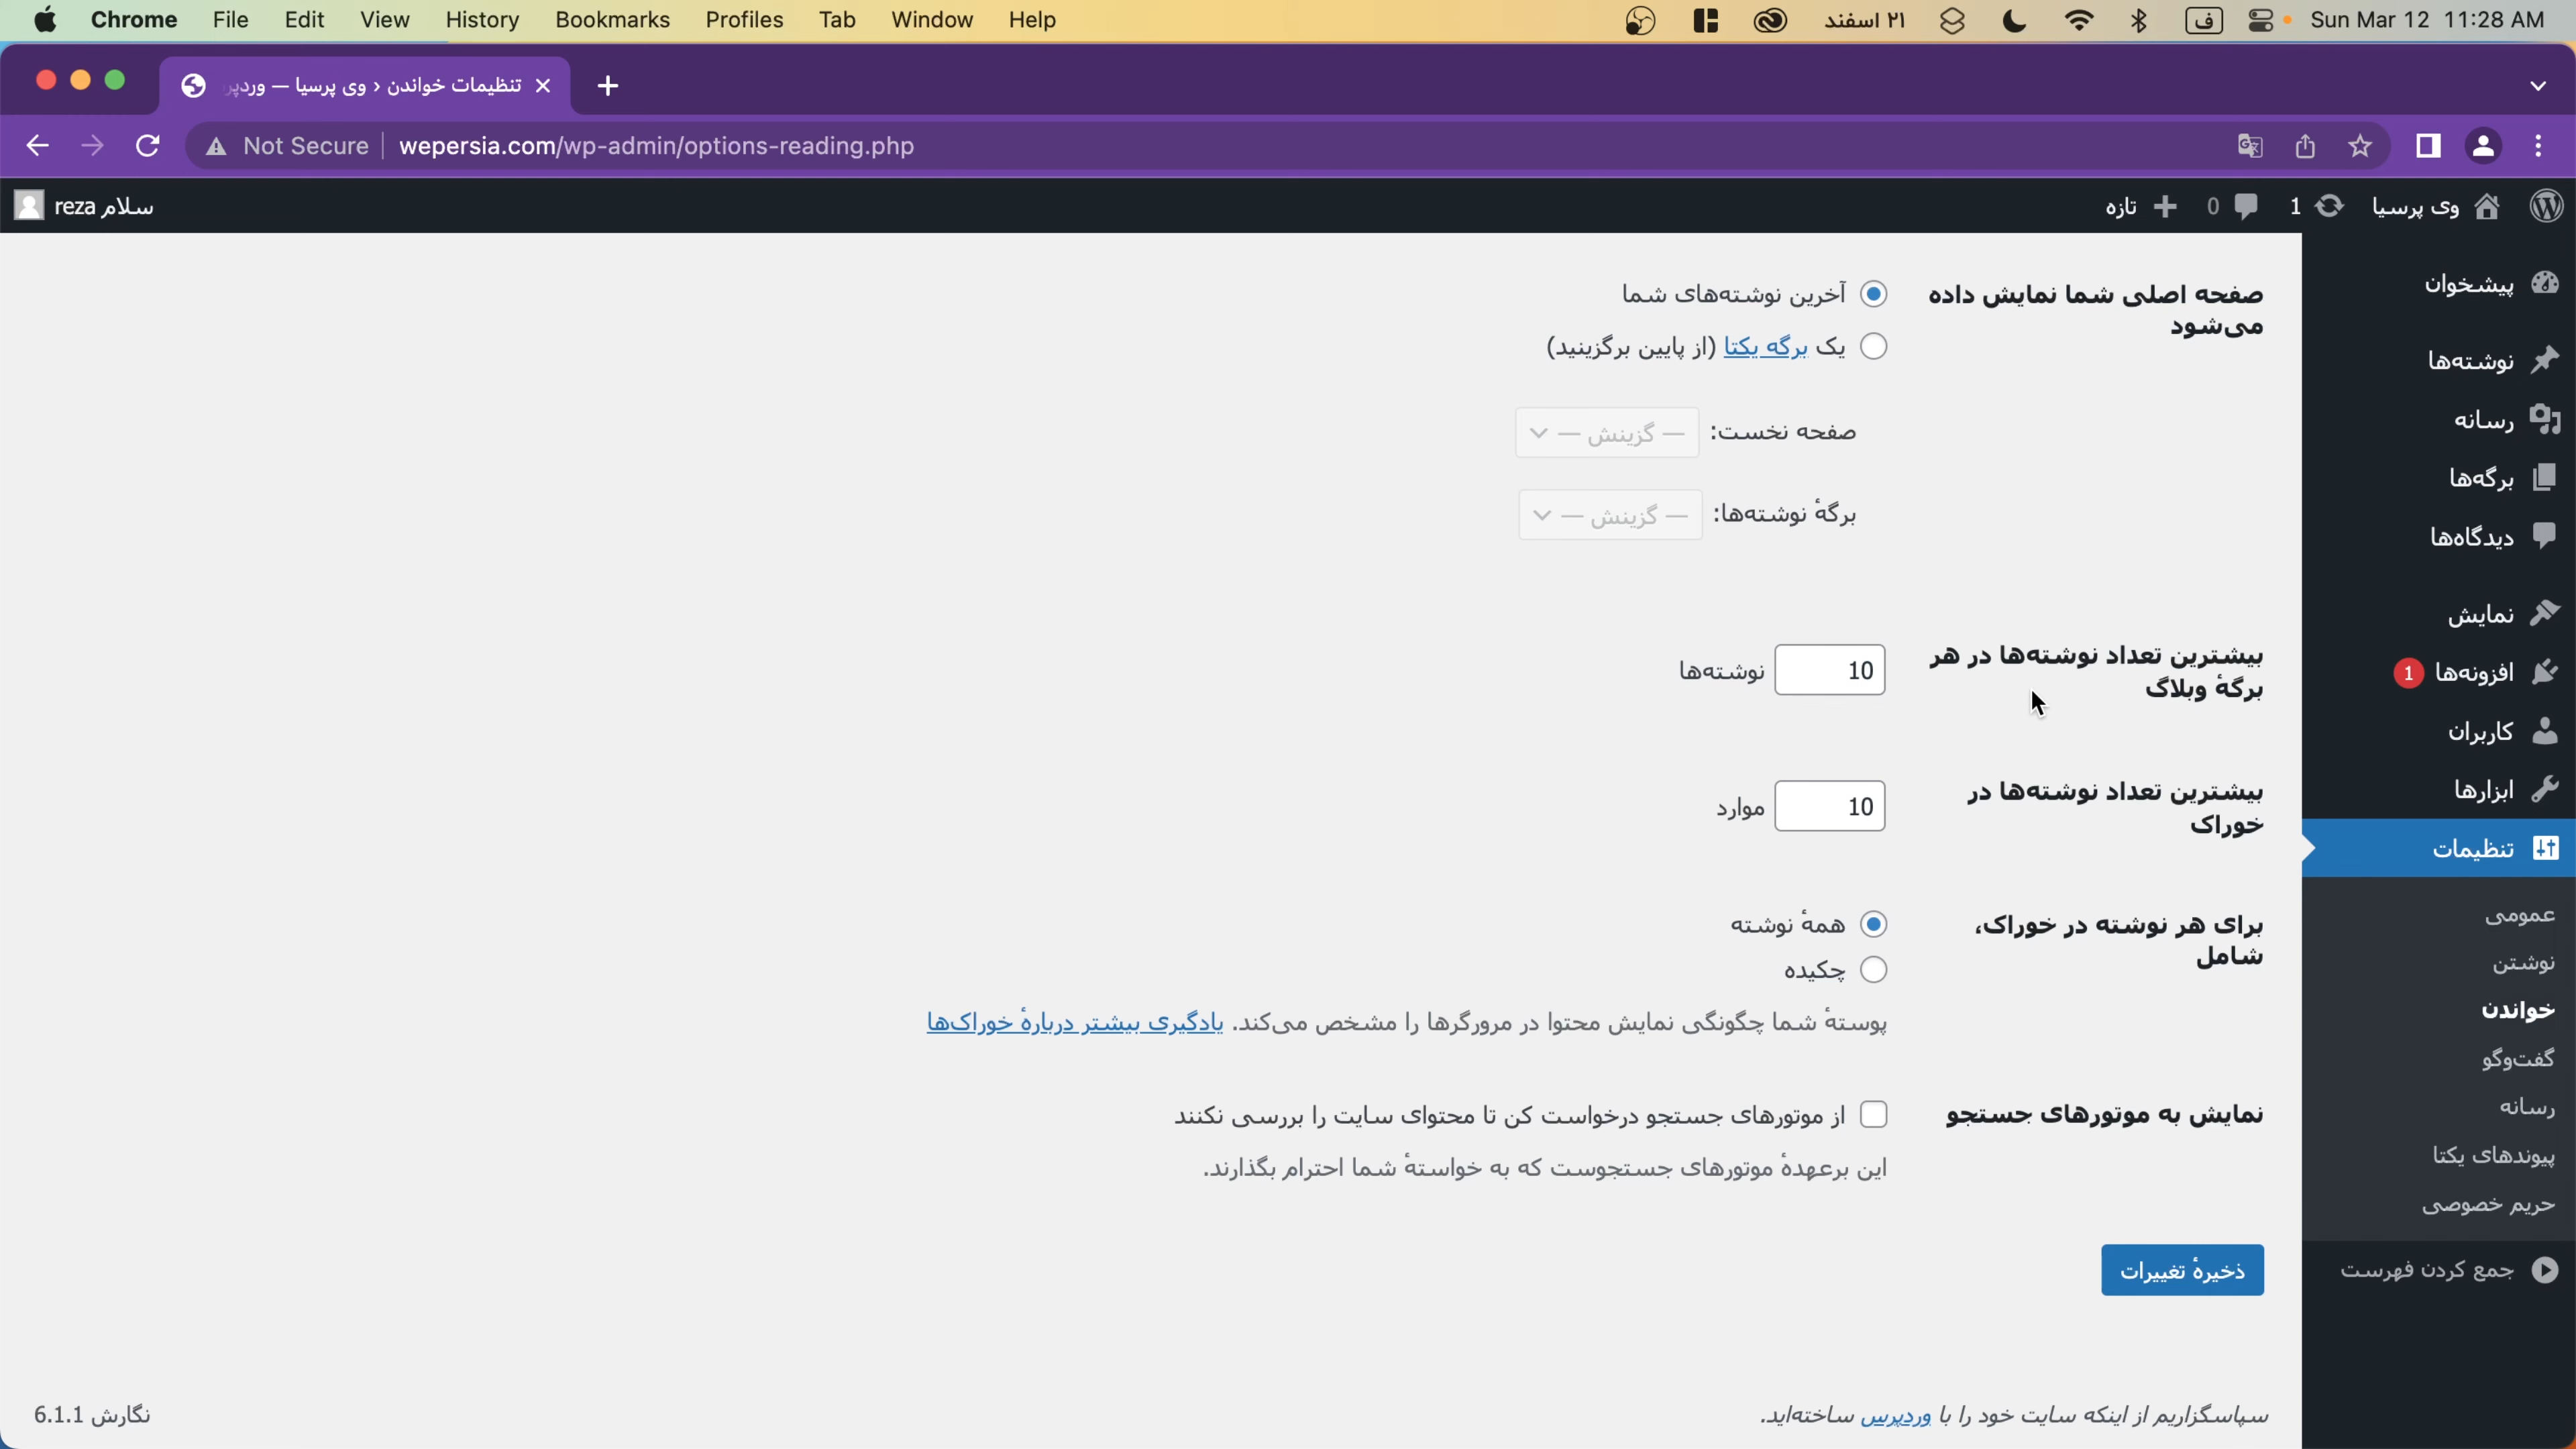 Chrome File Edit View History Bookmarks Profiles Tab Window Help
۲۱ اسفند
ف
Sun Mar 12 11:28 AM
تنظیمات خواندن ‹ وی پرسیا — وردپر
Not Secure wepersia.com/wp-admin/options-reading.php
وی پرسیا 1 0 تازه
سلام reza
پیشخوان
نوشته‌ها
رسانه
برگه‌ها
دیدگاه‌ها
نمایش
افزونه‌ها 1
کاربران
ابزارها
تنظیمات
عمومی
نوشتن
خواندن
گفت‌وگو
رسانه
پیوندهای یکتا
حریم خصوصی
جمع کردن فهرست
صفحه اصلی شما نمایش داده
می‌شود
آخرین نوشته‌های شما
یک برگه یکتا (از پایین برگزینید)
صفحه نخست: — گزینش —
برگهٔ نوشته‌ها: — گزینش —
بیشترین تعداد نوشته‌ها در هر
برگهٔ وبلاگ
10 نوشته‌ها
بیشترین تعداد نوشته‌ها در
خوراک
10 موارد
برای هر نوشته در خوراک،
شامل
همهٔ نوشته
چکیده
پوستهٔ شما چگونگی نمایش محتوا در مرورگرها را مشخص می‌کند. یادگیری بیشتر دربارهٔ خوراک‌ها
نمایش به موتورهای جستجو
از موتورهای جستجو درخواست کن تا محتوای سایت را بررسی نکنند
این برعهدهٔ موتورهای جستجوست که به خواستهٔ شما احترام بگذارند.
ذخیرهٔ تغییرات
سپاسگزاریم از اینکه سایت خود را با وردپرس ساخته‌اید.
نگارش 6.1.1